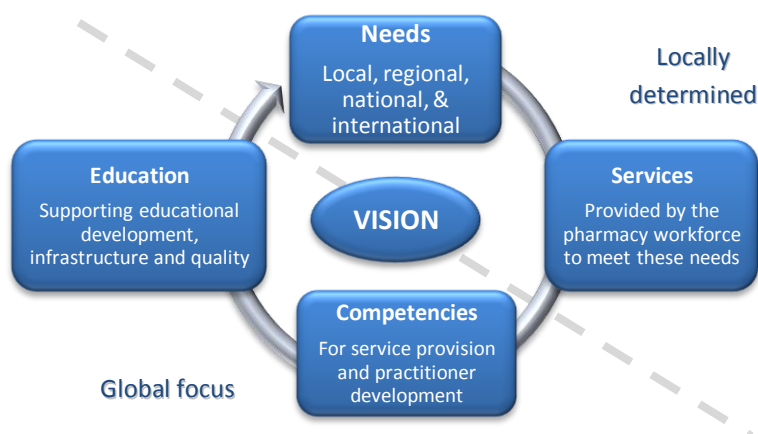 Needs
Local, regional,
national, &
international
Locally
determined
Education
Supporting educational
development,
infrastructure and quality
VISION
Services
Provided by the
pharmacy workforce
to meet these needs
Competencies
For service provision
and practitioner
development
Global focus